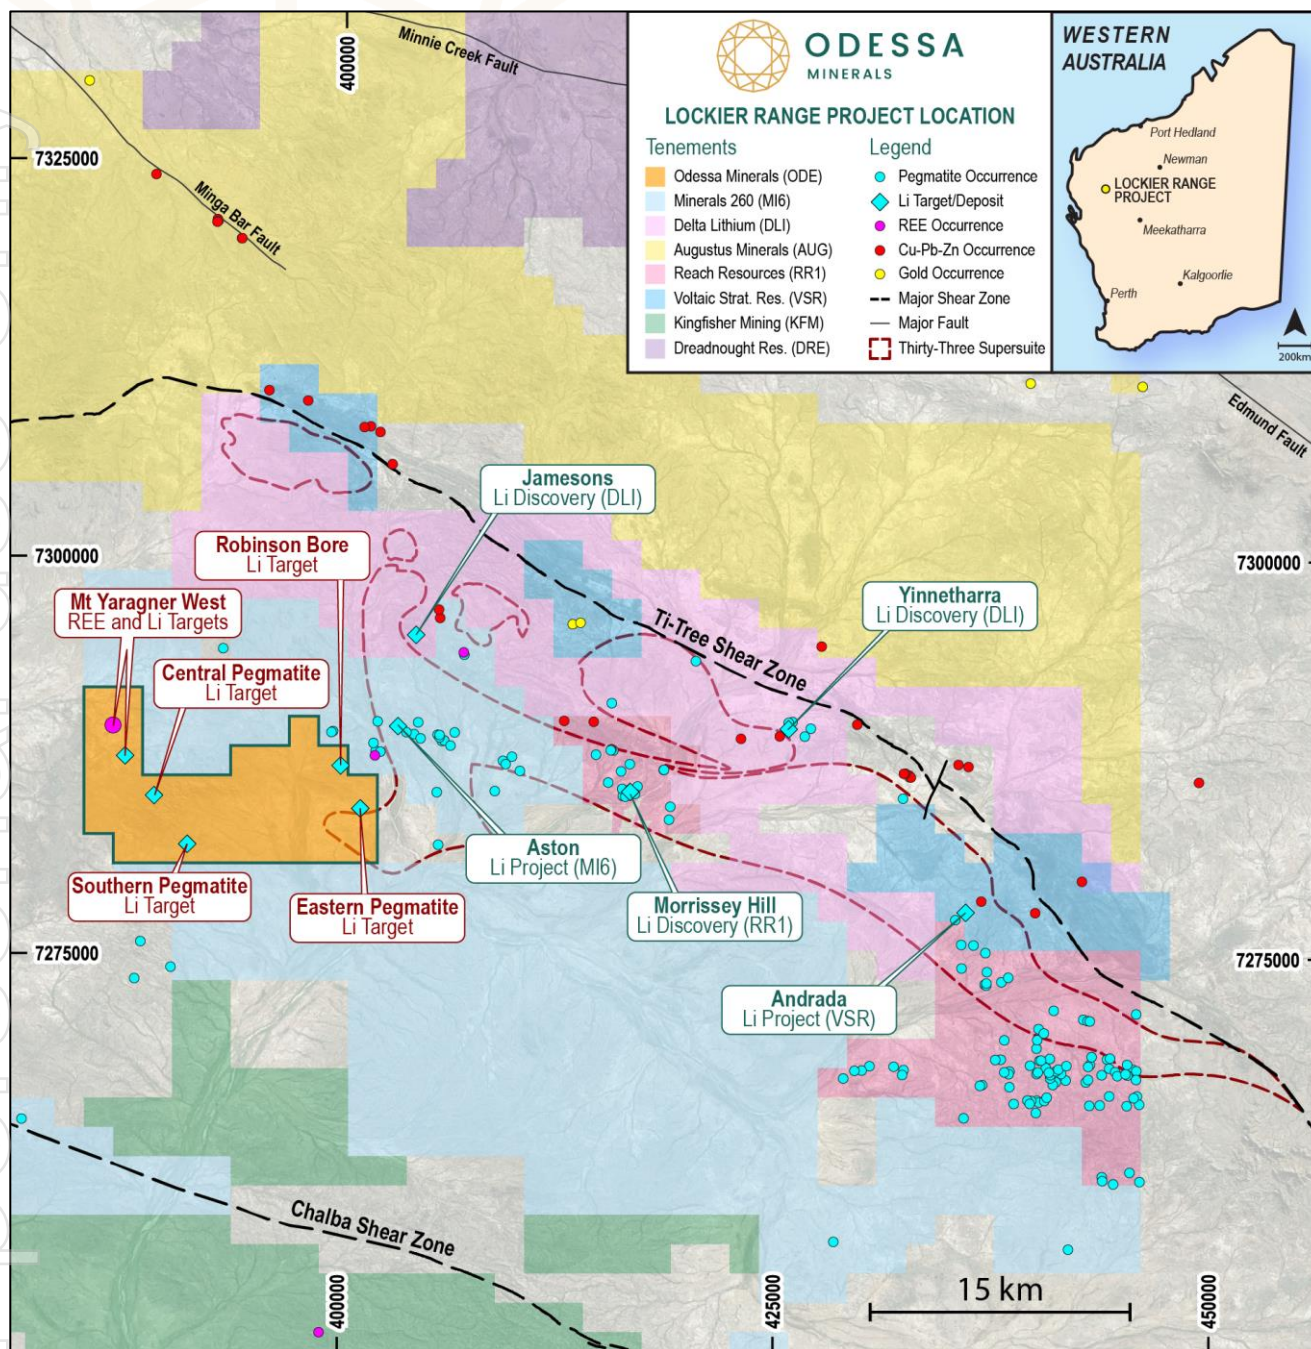 ODESSA
MINERALS
LOCKIER RANGE PROJECT LOCATION
Tenements
Odessa Minerals (ODE)
Minerals 260 (MI6)
Delta Lithium (DLI)
Augustus Minerals (AUG)
Reach Resources (RR1)
Voltaic Strat. Res. (VSR)
Kingfisher Mining (KFM)
Dreadnought Res. (DRE)
Legend
Pegmatite Occurrence
Li Target/Deposit
REE Occurrence
Cu-Pb-Zn Occurrence
Gold Occurrence
Major Shear Zone
Major Fault
Thirty-Three Supersuite
WESTERN
AUSTRALIA
Port Hedland
Newman
LOCKIER RANGE
PROJECT
Meekatharra
Kalgoorlie
Perth
200km
400000
Minnie Creek Fault
7325000
Minga Bar Fault
Edmund Fault
Jamesons
Li Discovery (DLI)
7300000
7300000
Robinson Bore
Li Target
Mt Yaragner West
REE and Li Targets
Yinnetharra
Li Discovery (DLI)
Ti-Tree Shear Zone
Central Pegmatite
Li Target
Aston
Li Project (MI6)
Southern Pegmatite
Li Target
Eastern Pegmatite
Li Target
Morrissey Hill
Li Discovery (RR1)
7275000
7275000
Andrada
Li Project (VSR)
Chalba Shear Zone
15 km
400000
425000
450000